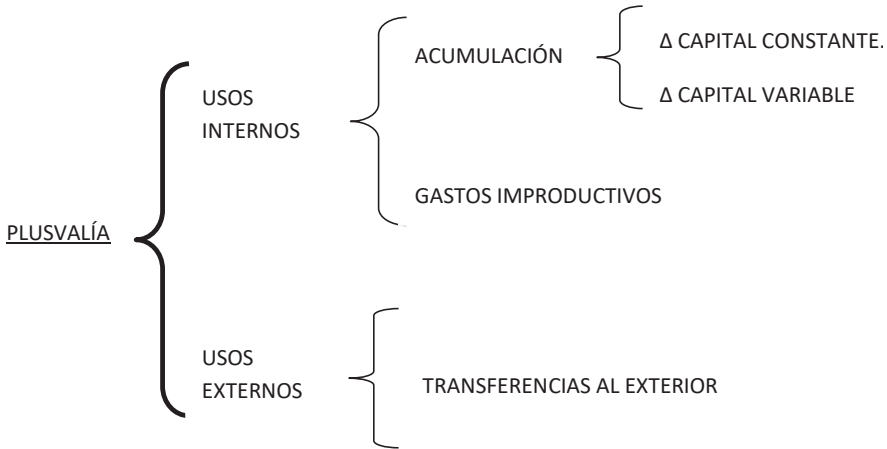 PLUSVALÍA
USOS
INTERNOS
ACUMULACIÓN
Δ CAPITAL CONSTANTE.
Δ CAPITAL VARIABLE
GASTOS IMPRODUCTIVOS
USOS
EXTERNOS
TRANSFERENCIAS AL EXTERIOR